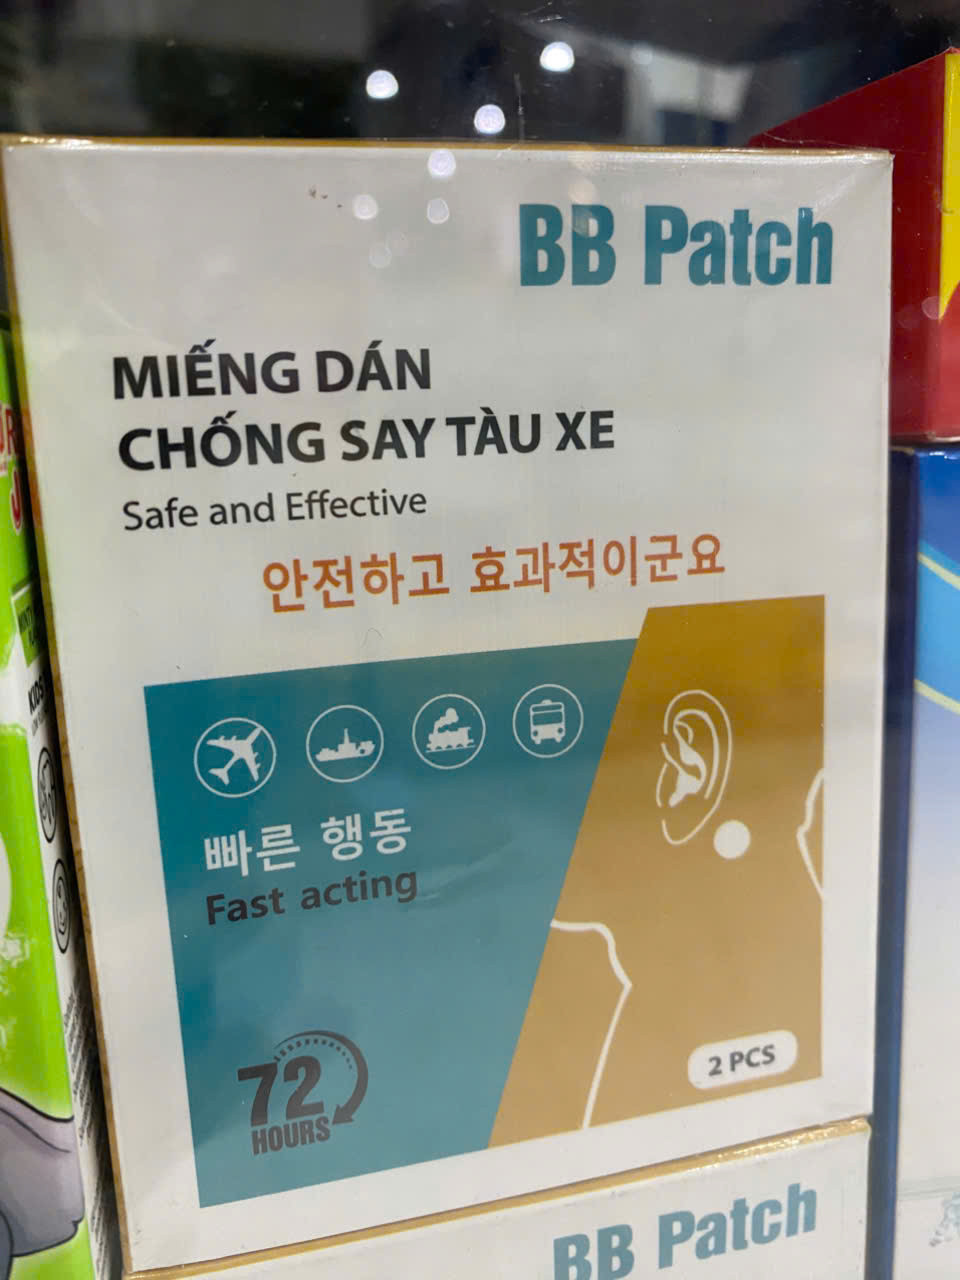 BB Patch
MIẾNG DÁN
CHỐNG SAY TÀU XE
Safe and Effective
안전하고 효과적이군요
빠른 행동
Fast acting
72
HOURS
2 PCS
BB Patch
KIDS